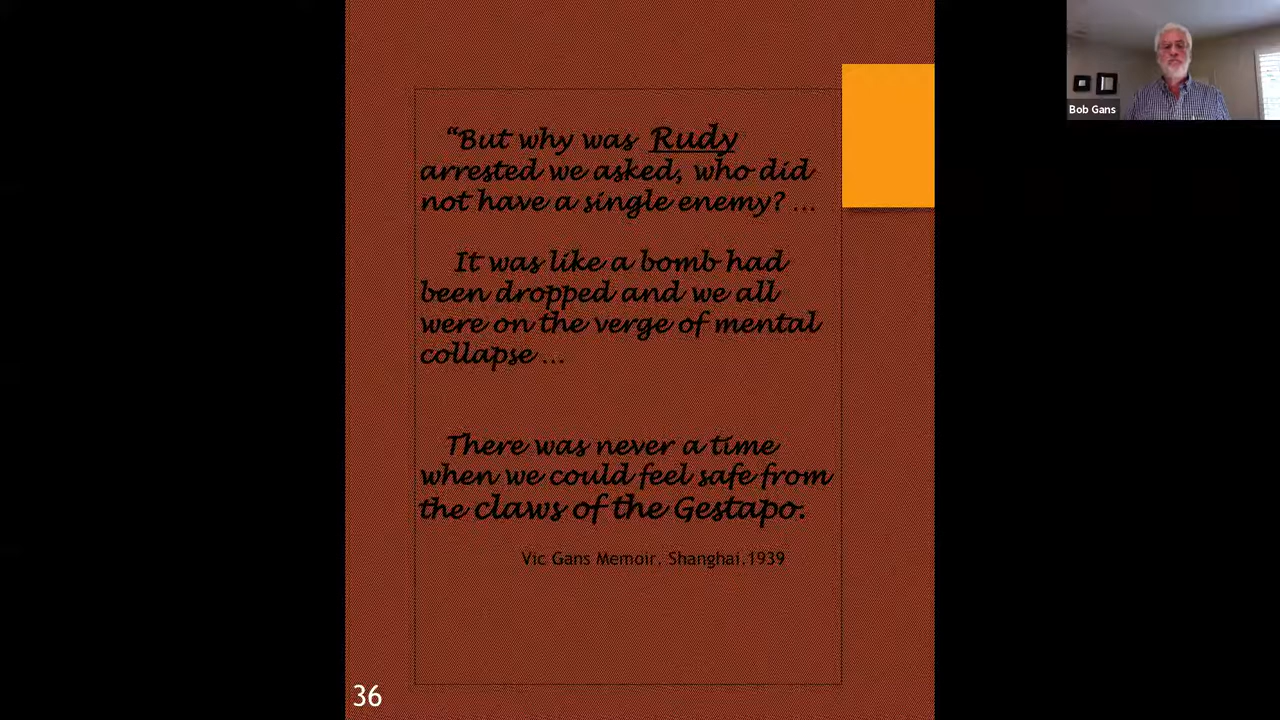 “But why was Rudy
arrested we asked, who did
not have a single enemy? ...
It was like a bomb had
been dropped and we all
were on the verge of mental
collapse ...
There was never a time
when we could feel safe from
the claws of the Gestapo.
Vic Gans Memoir, Shanghai,1939
36
Bob Gans